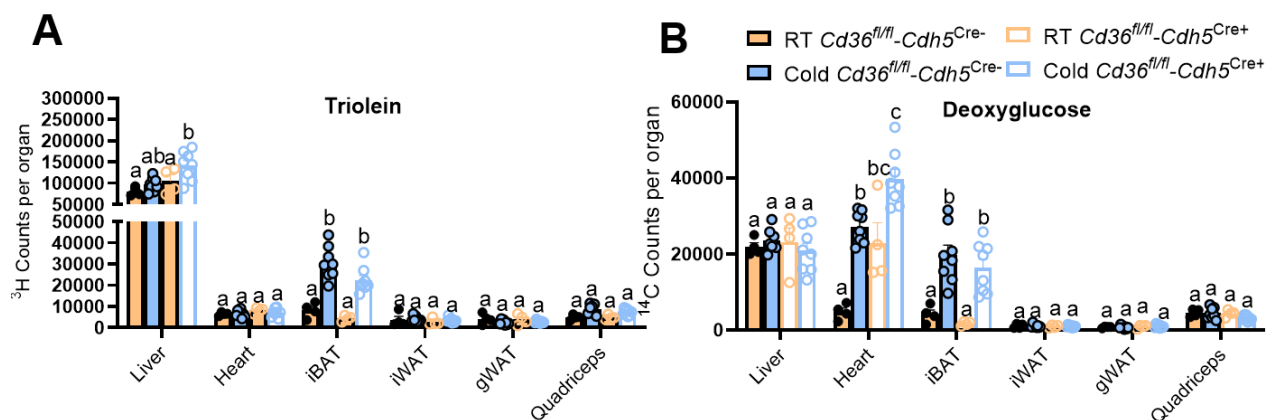 A
B
RT Cd36fl/fl-Cdh5Cre-
RT Cd36fl/fl-Cdh5Cre+
Cold Cd36fl/fl-Cdh5Cre-
Cold Cd36fl/fl-Cdh5Cre+
Triolein
3H Counts per organ
300000
250000
200000
150000
100000
50000
50000
40000
30000
20000
10000
0
a ab a b
a a a a
a b a b
a a a a
a a a a
a a a a
Liver
Heart
iBAT
iWAT
gWAT
Quadriceps
Deoxyglucose
14C Counts per organ
60000
40000
20000
0
a a a a
a b bc c
a b a b
a a a a
a a a a
a a a a
Liver
Heart
iBAT
iWAT
gWAT
Quadriceps